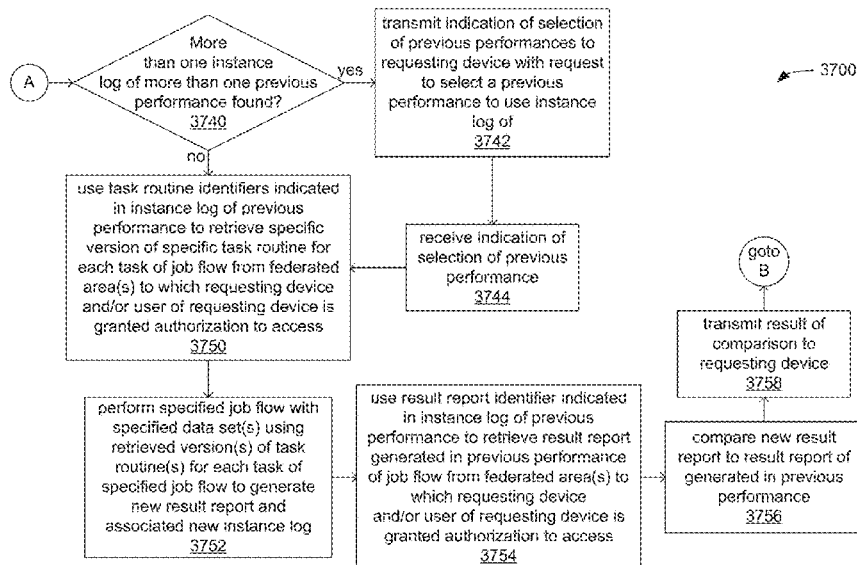 A
More
than one instance
log of more than one previous
performance found?
3740
yes
no
transmit indication of selection
of previous performances to
requesting device with request
to select a previous
performance to use instance
log of
3742
3700
use task routine identifiers indicated
in instance log of previous
performance to retrieve specific
version of specific task routine for
each task of job flow from federated
area(s) to which requesting device
and/or user of requesting device is
granted authorization to access
3750
receive indication of
selection of previous
performance
3744
perform specified job flow with
specified data set(s) using
retrieved version(s) of task
routine(s) for each task of
specified job flow to generate
new result report and
associated new instance log
3752
use result report identifier indicated
in instance log of previous
performance to retrieve result report
generated in previous performance
of job flow from federated area(s) to
which requesting device
and/or user of requesting device is
granted authorization to access
3754
compare new result
report to result report of
generated in previous
performance
3756
transmit result of
comparison to
requesting device
3758
goto
B